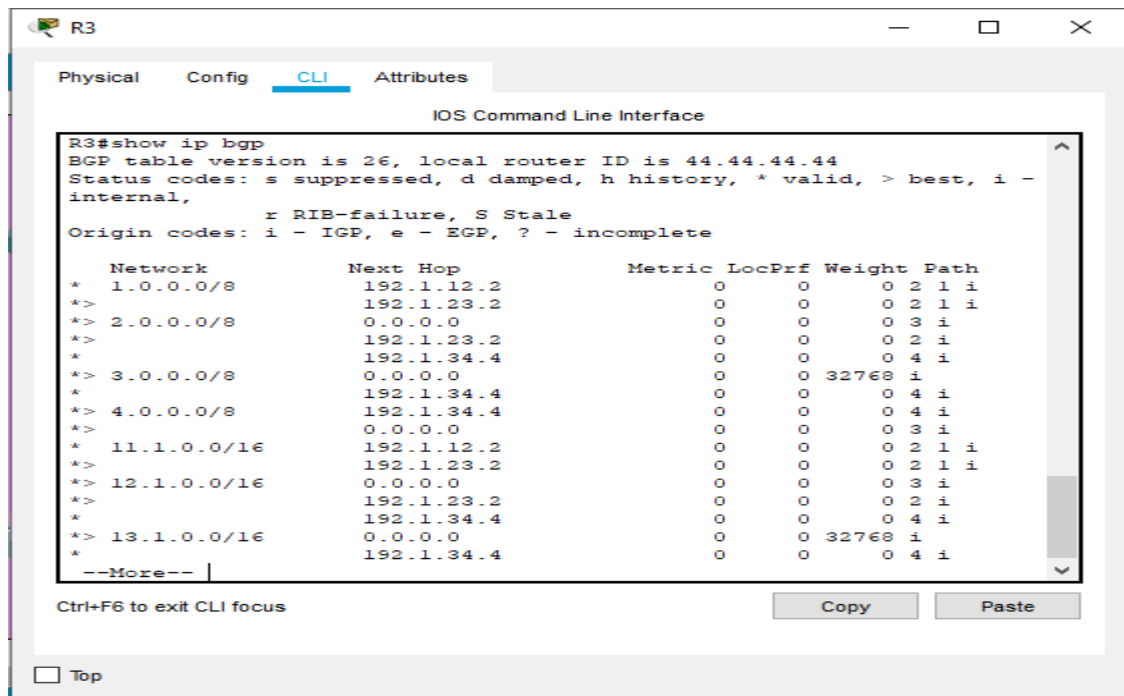 R3
Physical Config CLI Attributes
IOS Command Line Interface
R3#show ip bgp
BGP table version is 26, local router ID is 44.44.44.44
Status codes: s suppressed, d damped, h history, * valid, > best, i -
internal,
r RIB-failure, S Stale
Origin codes: i - IGP, e - EGP, ? - incomplete
Network Next Hop Metric LocPrf Weight Path
* 1.0.0.0/8 192.1.12.2 0 0 0 2 1 i
*> 192.1.23.2 0 0 0 2 1 i
*> 2.0.0.0/8 0.0.0.0 0 0 0 3 i
*> 192.1.23.2 0 0 0 2 i
* 192.1.34.4 0 0 0 4 i
*> 3.0.0.0/8 0.0.0.0 0 0 32768 i
* 192.1.34.4 0 0 0 4 i
*> 4.0.0.0/8 192.1.34.4 0 0 0 4 i
*> 0.0.0.0 0 0 0 3 i
* 11.1.0.0/16 192.1.12.2 0 0 0 2 1 i
*> 192.1.23.2 0 0 0 2 1 i
*> 12.1.0.0/16 0.0.0.0 0 0 0 3 i
*> 192.1.23.2 0 0 0 2 i
* 192.1.34.4 0 0 0 4 i
*> 13.1.0.0/16 0.0.0.0 0 0 32768 i
* 192.1.34.4 0 0 0 4 i
--More--
Ctrl+F6 to exit CLI focus Copy Paste
Top